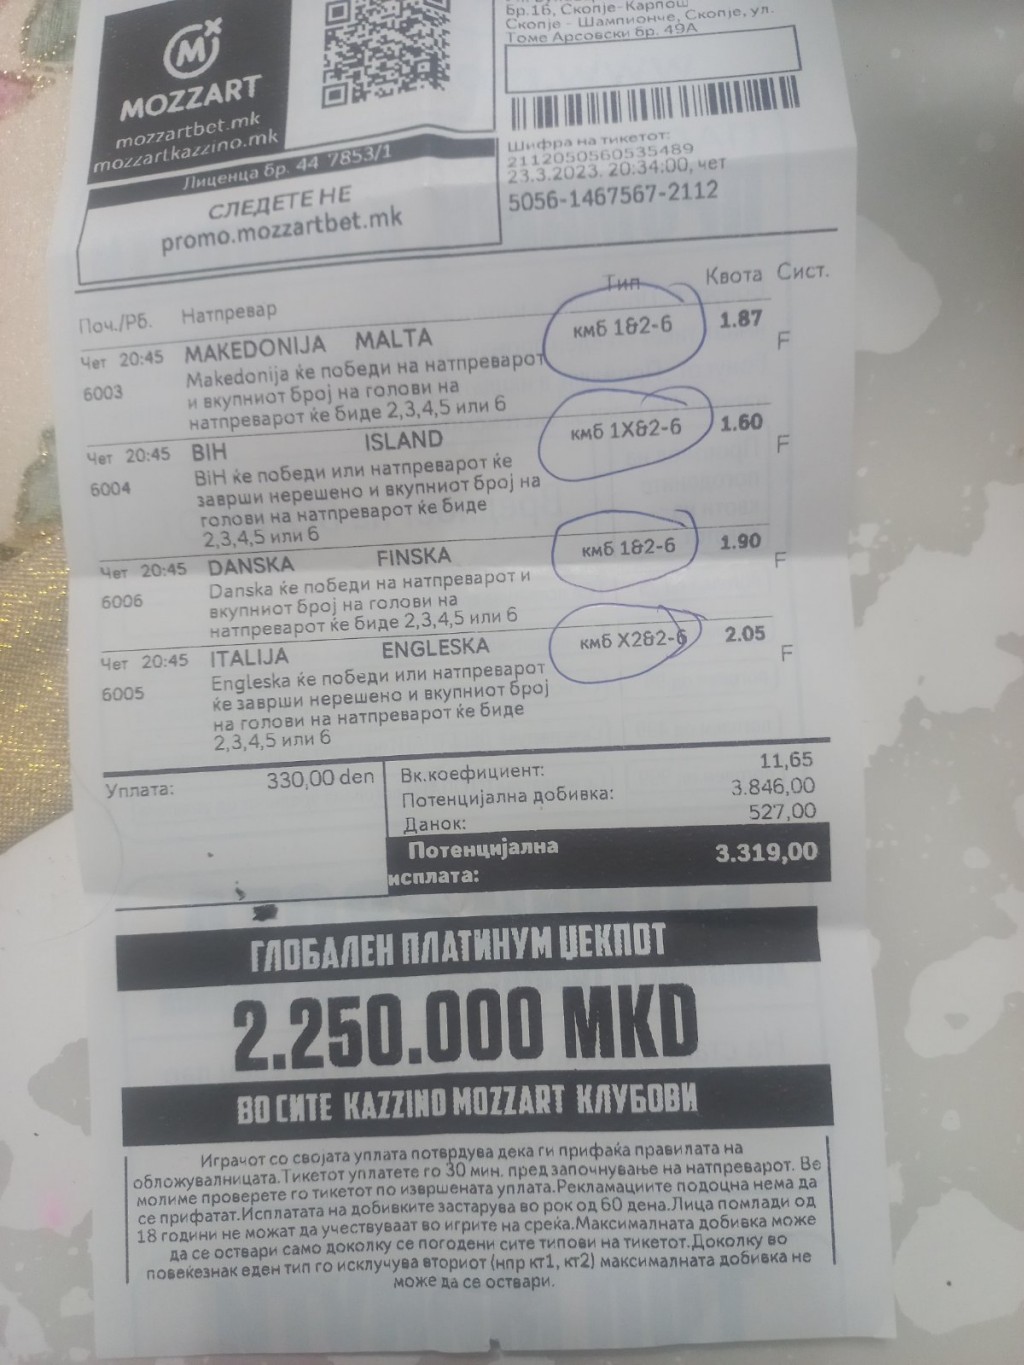 MOZZART
mozzartbet.mk
mozzartkazzino.mk
Лиценца бр. 44 7853/1
СЛЕДЕТЕ НЕ
promo.mozzartbet.mk
бр.16, Скопје-Карпош
Скопје - Шампионче, Скопје, ул.
Томе Арсовски бр. 49А
Шифра на тикетот:
2112050560535489
23.3.2023, 20:34:00, чет
5056-1467567-2112
Поч./Рб. Натпревар Тип Квота Сист.
Чет 20:45 MAKEDONIJA MALTA кмб 1&2-6 1.87 F
6003 Makedonija ќе победи на натпреварот
и вкупниот број на голови на
натпреварот ќе биде 2,3,4,5 или 6
Чет 20:45 BIH ISLAND кмб 1X&2-6 1.60 F
6004 BiH ќе победи или натпреварот ќе
заврши нерешено и вкупниот број на
голови на натпреварот ќе биде
2,3,4,5 или 6
Чет 20:45 DANSKA FINSKA кмб 1&2-6 1.90 F
6006 Danska ќе победи на натпреварот и
вкупниот број на голови на
натпреварот ќе биде 2,3,4,5 или 6
Чет 20:45 ITALIJA ENGLESKA кмб X2&2-6 2.05 F
6005 Engleska ќе победи или натпреварот
ќе заврши нерешено и вкупниот број
на голови на натпреварот ќе биде
2,3,4,5 или 6
Уплата: 330,00 den
Вк.коефициент: 11,65
Потенцијална добивка: 3.846,00
Данок: 527,00
Потенцијална
исплата: 3.319,00
ГЛОБАЛЕН ПЛАТИНУМ ЏЕКПОТ
2.250.000 MKD
ВО СИТЕ KAZZINO MOZZART КЛУБОВИ
Играчот со својата уплата потврдува дека ги прифаќа правилата на
обложувалницата.Тикетот уплатете го 30 мин. пред започнување на натпреварот. Ве
молиме проверете го тикетот по извршената уплата.Рекламациите подоцна нема да
се прифатат.Исплатата на добивките застарува во рок од 60 дена.Лица помлади од
18 години не можат да учествуваат во игрите на среќа.Максималната добивка може
да се оствари само доколку се погодени сите типови на тикетот.Доколку во
повеќезнак еден тип го исклучува вториот (нпр кт1, кт2) максималната добивка не
може да се оствари.